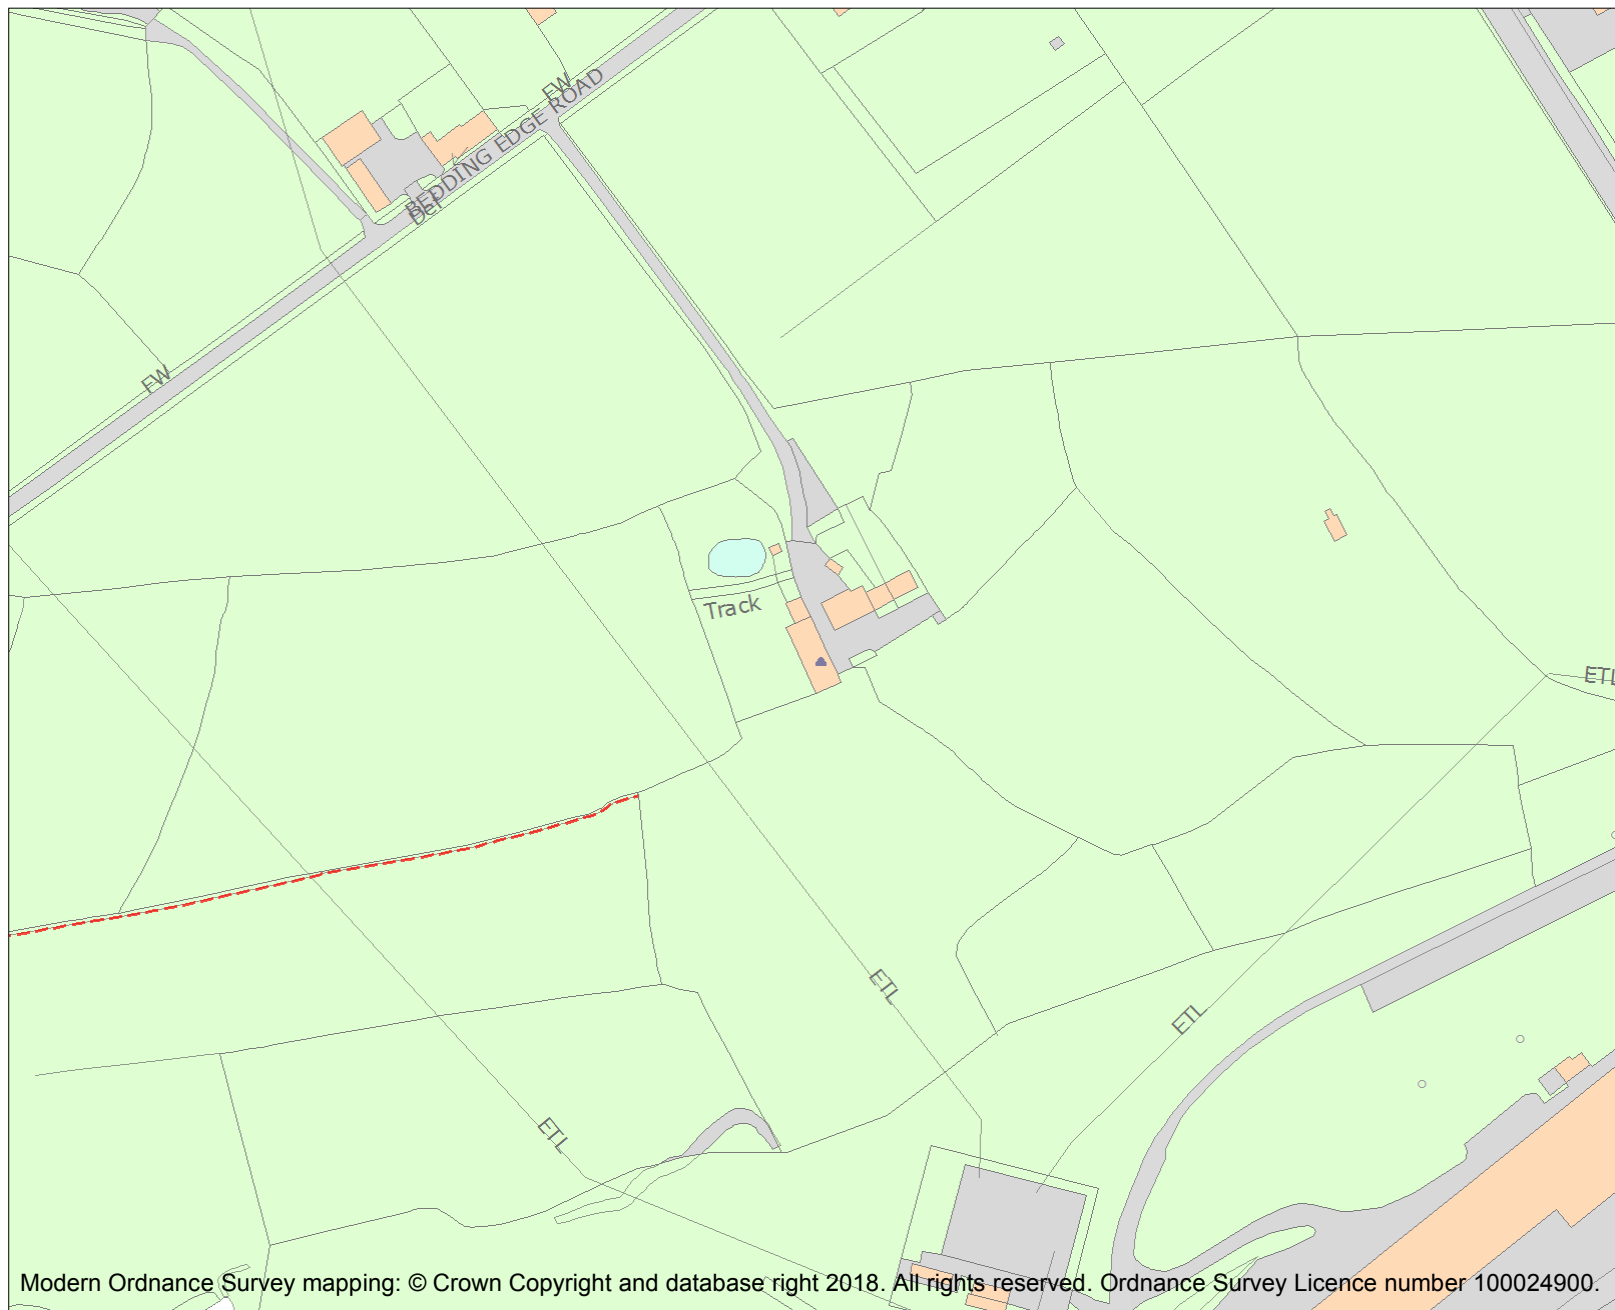 FW
BEDDING EDGE ROAD
Def
FW
Track
ETL
ETL
ETL
ETL
Modern Ordnance Survey mapping: © Crown Copyright and database right 2018. All rights reserved. Ordnance Survey Licence number 100024900.